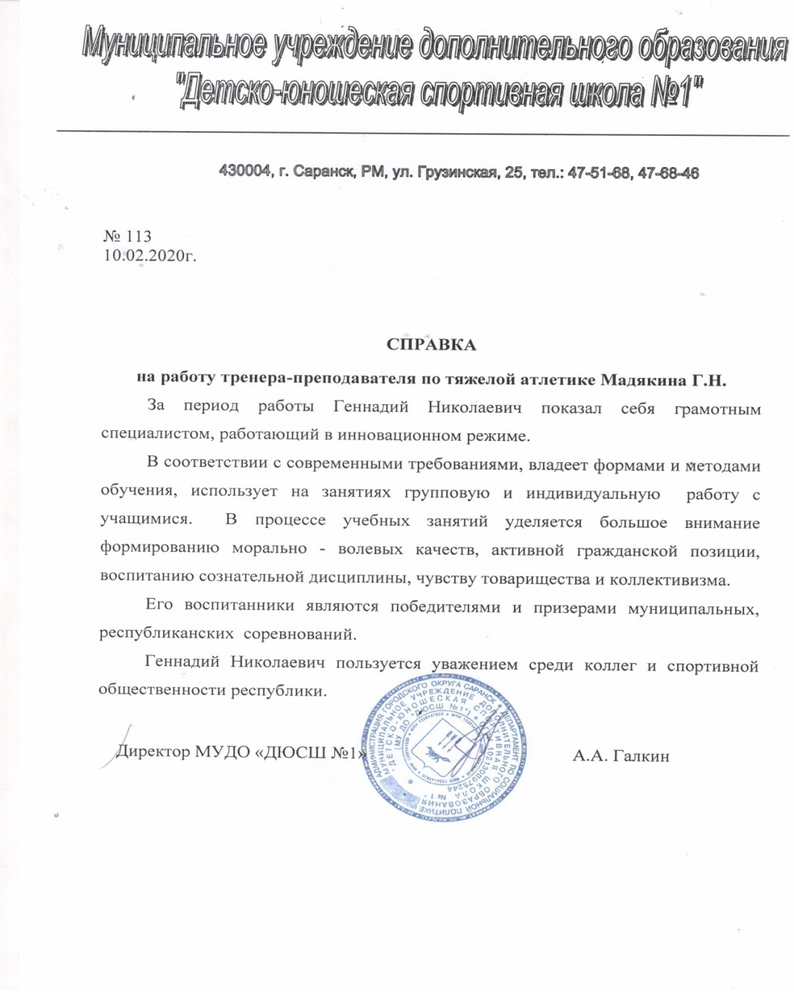 Муниципальное учреждение дополнительного образования
"Детско-юношеская спортивная школа №1"
430004, г. Саранск, РМ, ул. Грузинская, 25, тел.: 47-51-68, 47-68-46
№ 113
10.02.2020г.
СПРАВКА
на работу тренера-преподавателя по тяжелой атлетике Мадякина Г.Н.
За период работы Геннадий Николаевич показал себя грамотным
специалистом, работающий в инновационном режиме.
В соответствии с современными требованиями, владеет формами и методами
обучения, использует на занятиях групповую и индивидуальную работу с
учащимися. В процессе учебных занятий уделяется большое внимание
формированию морально - волевых качеств, активной гражданской позиции,
воспитанию сознательной дисциплины, чувству товарищества и коллективизма.
Его воспитанники являются победителями и призерами муниципальных,
республиканских соревнований.
Геннадий Николаевич пользуется уважением среди коллег и спортивной
общественности республики.
Директор МУДО «ДЮСШ №1»
А.А. Галкин
АДМИНИСТРАЦИЯ ГОРОДСКОГО ОКРУГА САРАНСК * ДЕПАРТАМЕНТ ПО СОЦИАЛЬНОЙ ПОЛИТИКЕ
МУНИЦИПАЛЬНОЕ УЧРЕЖДЕНИЕ ДОПОЛНИТЕЛЬНОГО ОБРАЗОВАНИЯ
"ДЕТСКО-ЮНОШЕСКАЯ СПОРТИВНАЯ ШКОЛА №1"
(МУ ДО "ДЮСШ №1")
1021300975244